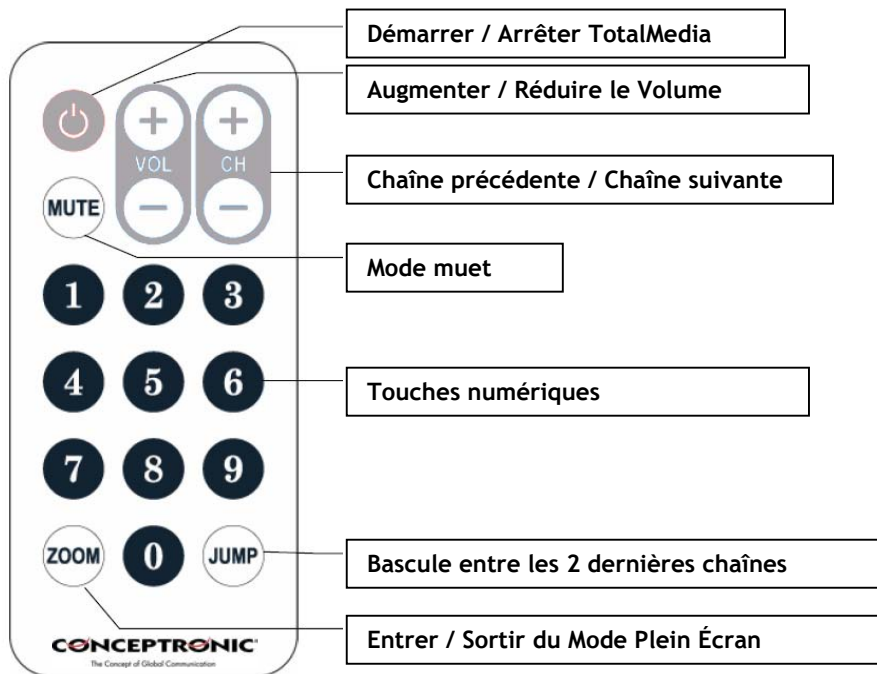 Démarrer / Arrêter TotalMedia
Augmenter / Réduire le Volume
+ +
VOL CH
Chaîne précédente / Chaîne suivante
MUTE − −
Mode muet
1 2 3
4 5 6
Touches numériques
7 8 9
ZOOM 0 JUMP
Bascule entre les 2 dernières chaînes
Entrer / Sortir du Mode Plein Écran
CONCEPTRONIC®
The Concept of Global Communication